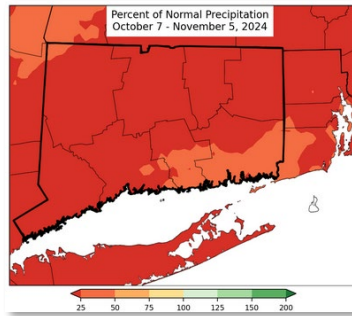 Percent of Normal Precipitation
October 7 - November 5, 2024
25 50 75 100 125 150 200